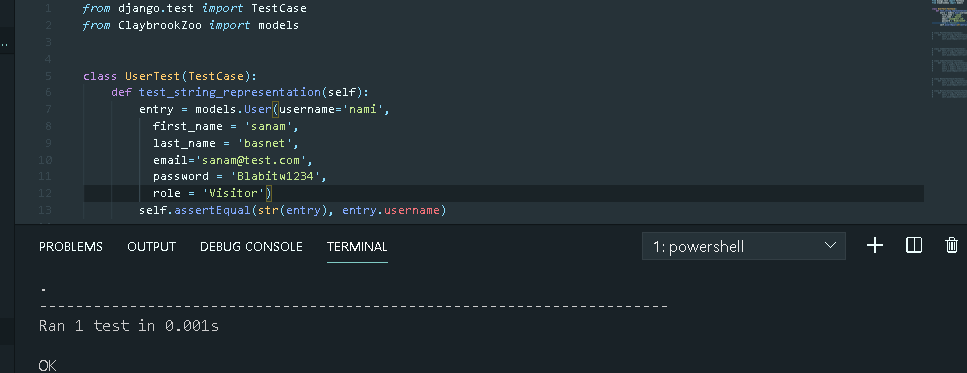 1 from django.test import TestCase
2 from ClaybrookZoo import models
3
4
5 class UserTest(TestCase):
6 def test_string_representation(self):
7 entry = models.User(username='nami',
8 first_name = 'sanam',
9 last_name = 'basnet',
10 email='sanam@test.com',
11 password = 'Blabitw1234',
12 role = 'Visitor')
13 self.assertEqual(str(entry), entry.username)
PROBLEMS OUTPUT DEBUG CONSOLE TERMINAL 1: powershell
.
----------------------------------------------------------------------
Ran 1 test in 0.001s
OK